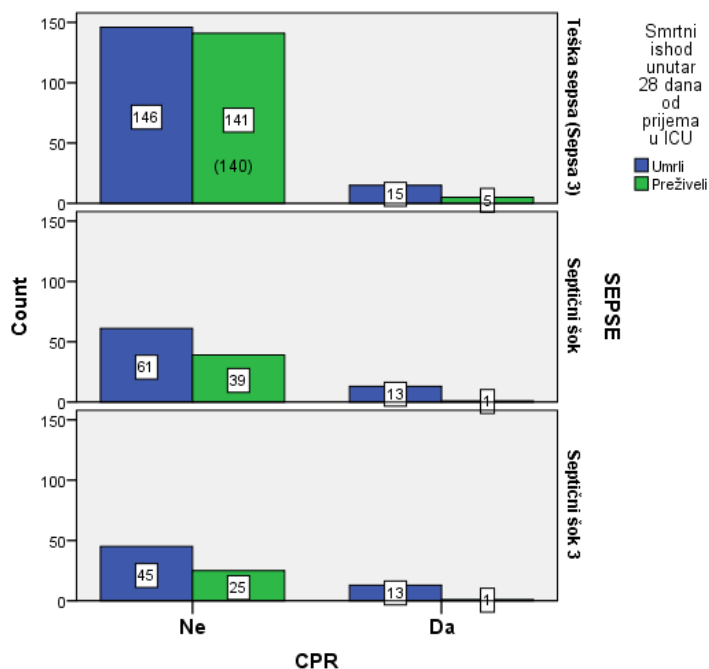 150
100
50
0
146
141
(140)
15
5
Teška sepsa (Sepsa 3)
150
100
50
0
61
39
13
1
Septični šok
150
100
50
0
45
25
13
1
Septični šok 3
Count
SEPSE
Ne
Da
CPR
Smrtni
ishod
unutar
28 dana
od
prijema
u ICU
Umrli
Preživeli